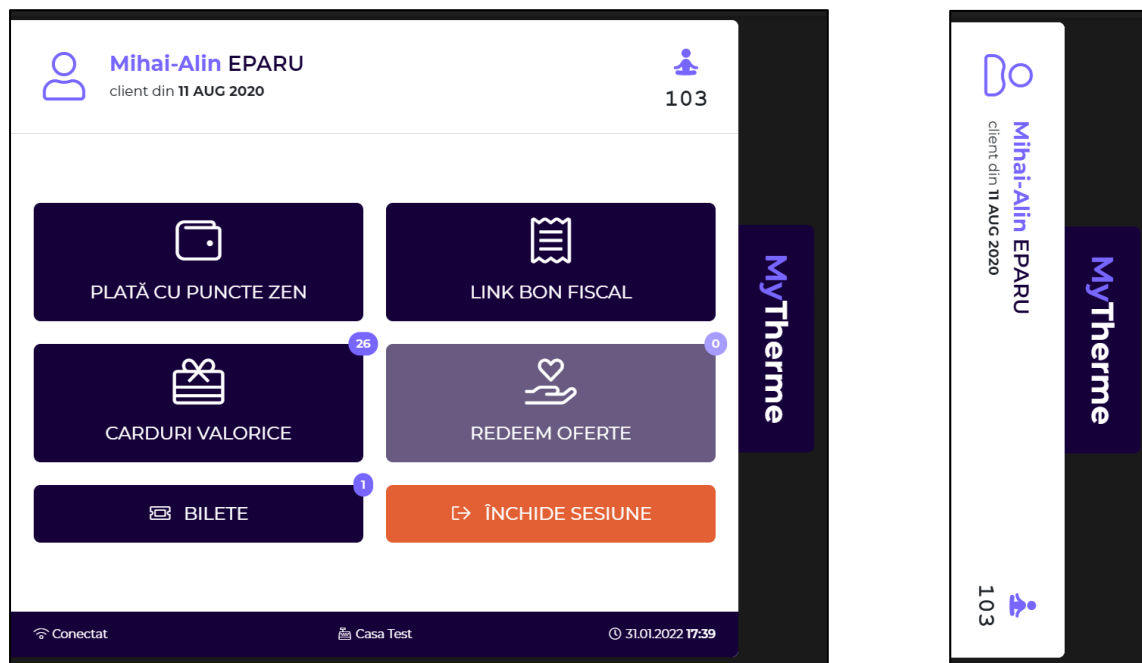 Mihai-Alin EPARU
client din 11 AUG 2020
103
PLATĂ CU PUNCTE ZEN
LINK BON FISCAL
26
CARDURI VALORICE
0
REDEEM OFERTE
1
BILETE
ÎNCHIDE SESIUNE
Conectat
Casa Test
31.01.2022 17:39
MyTherme
Mihai-Alin EPARU
client din 11 AUG 2020
103
MyTherme